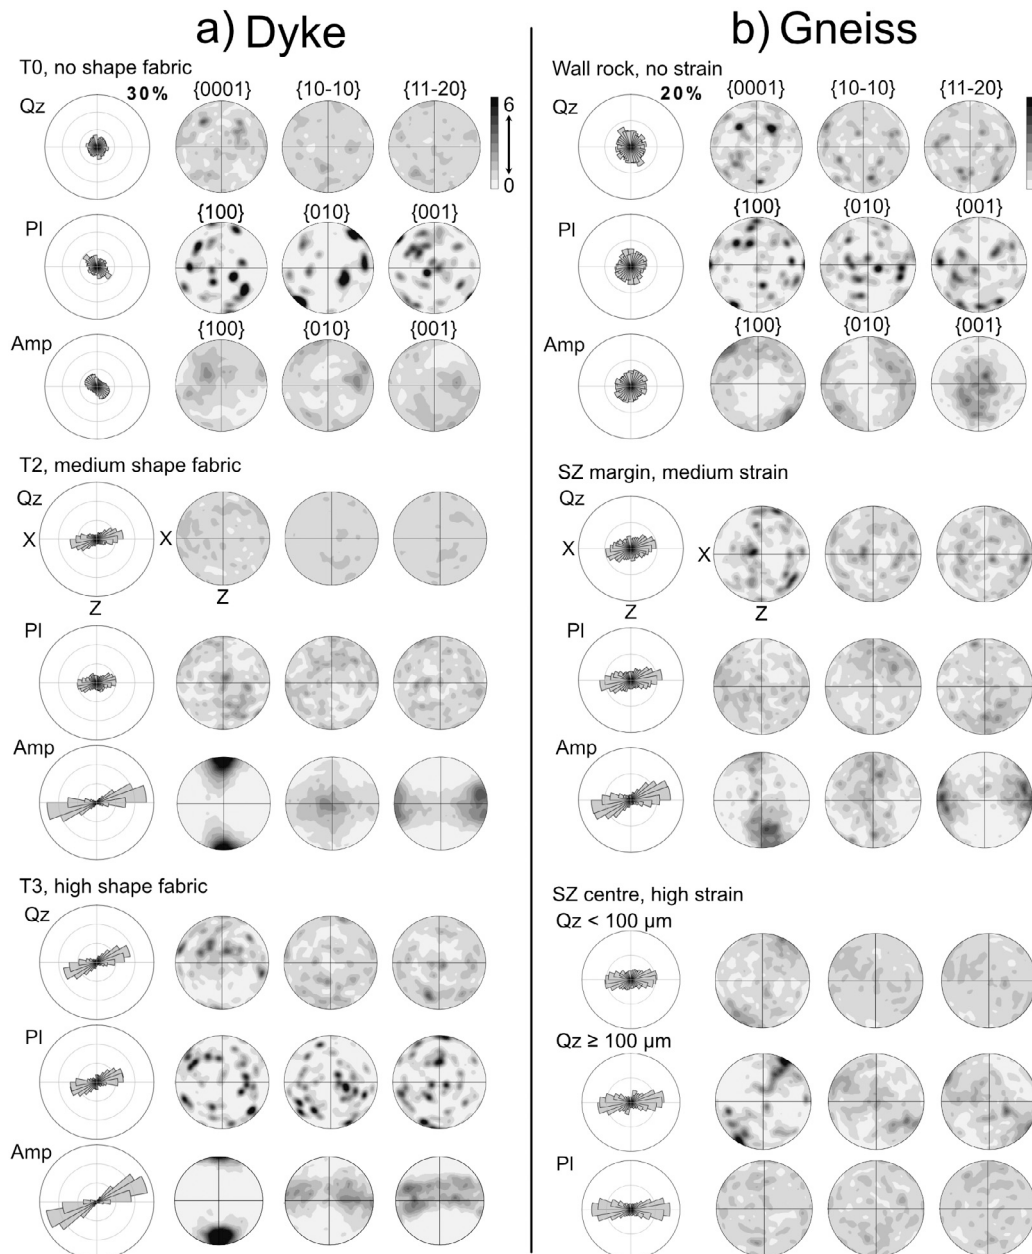 a) Dyke
T0, no shape fabric
30%
{0001} {10-10} {11-20}
Qz
6
0
Pl
{100} {010} {001}
Amp
{100} {010} {001}
T2, medium shape fabric
Qz
X
X
Z
Z
Pl
Amp
T3, high shape fabric
Qz
Pl
Amp
b) Gneiss
Wall rock, no strain
20%
{0001} {10-10} {11-20}
Qz
Pl
{100} {010} {001}
Amp
{100} {010} {001}
SZ margin, medium strain
Qz
X
X
Z
Z
Pl
Amp
SZ centre, high strain
Qz < 100 µm
Qz ≥ 100 µm
Pl